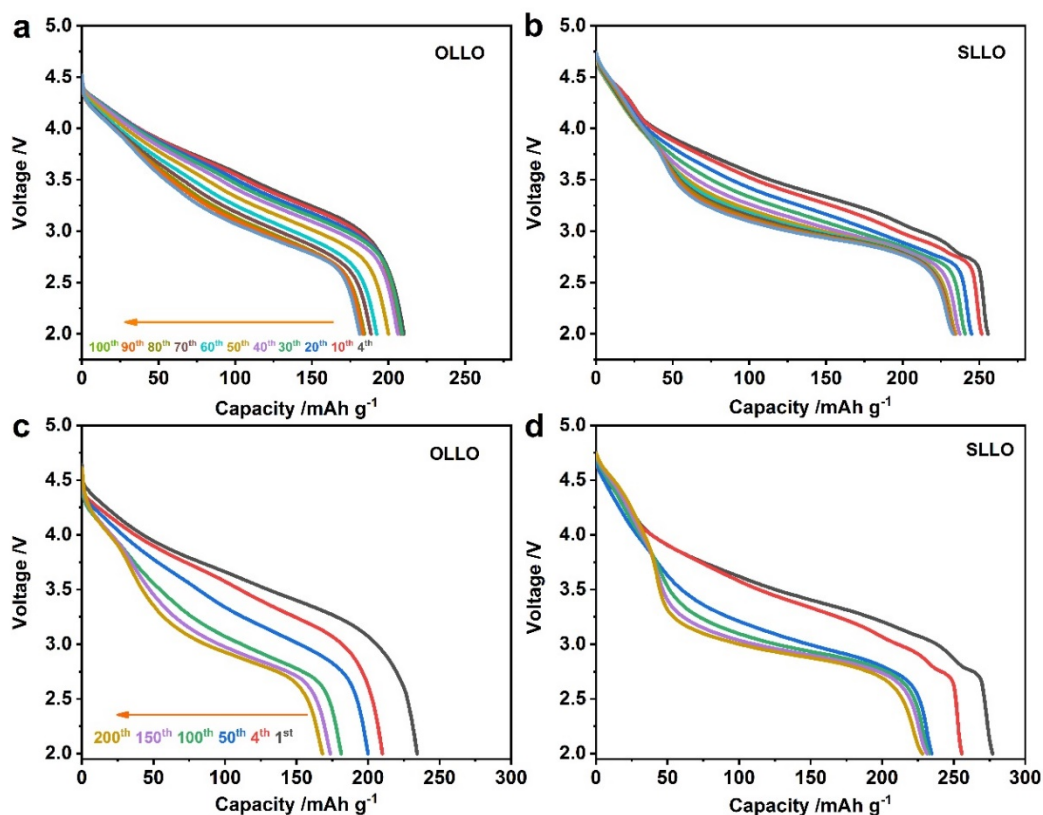 a
OLLO
5.0
4.5
4.0
3.5
3.0
2.5
2.0
Voltage /V
100th 90th 80th 70th 60th 50th 40th 30th 20th 10th 4th
0 50 100 150 200 250
Capacity /mAh g-1
b
SLLO
5.0
4.5
4.0
3.5
3.0
2.5
2.0
Voltage /V
0 50 100 150 200 250
Capacity /mAh g-1
c
OLLO
5.0
4.5
4.0
3.5
3.0
2.5
2.0
Voltage /V
200th 150th 100th 50th 4th 1st
0 50 100 150 200 250 300
Capacity /mAh g-1
d
SLLO
5.0
4.5
4.0
3.5
3.0
2.5
2.0
Voltage /V
0 50 100 150 200 250 300
Capacity /mAh g-1